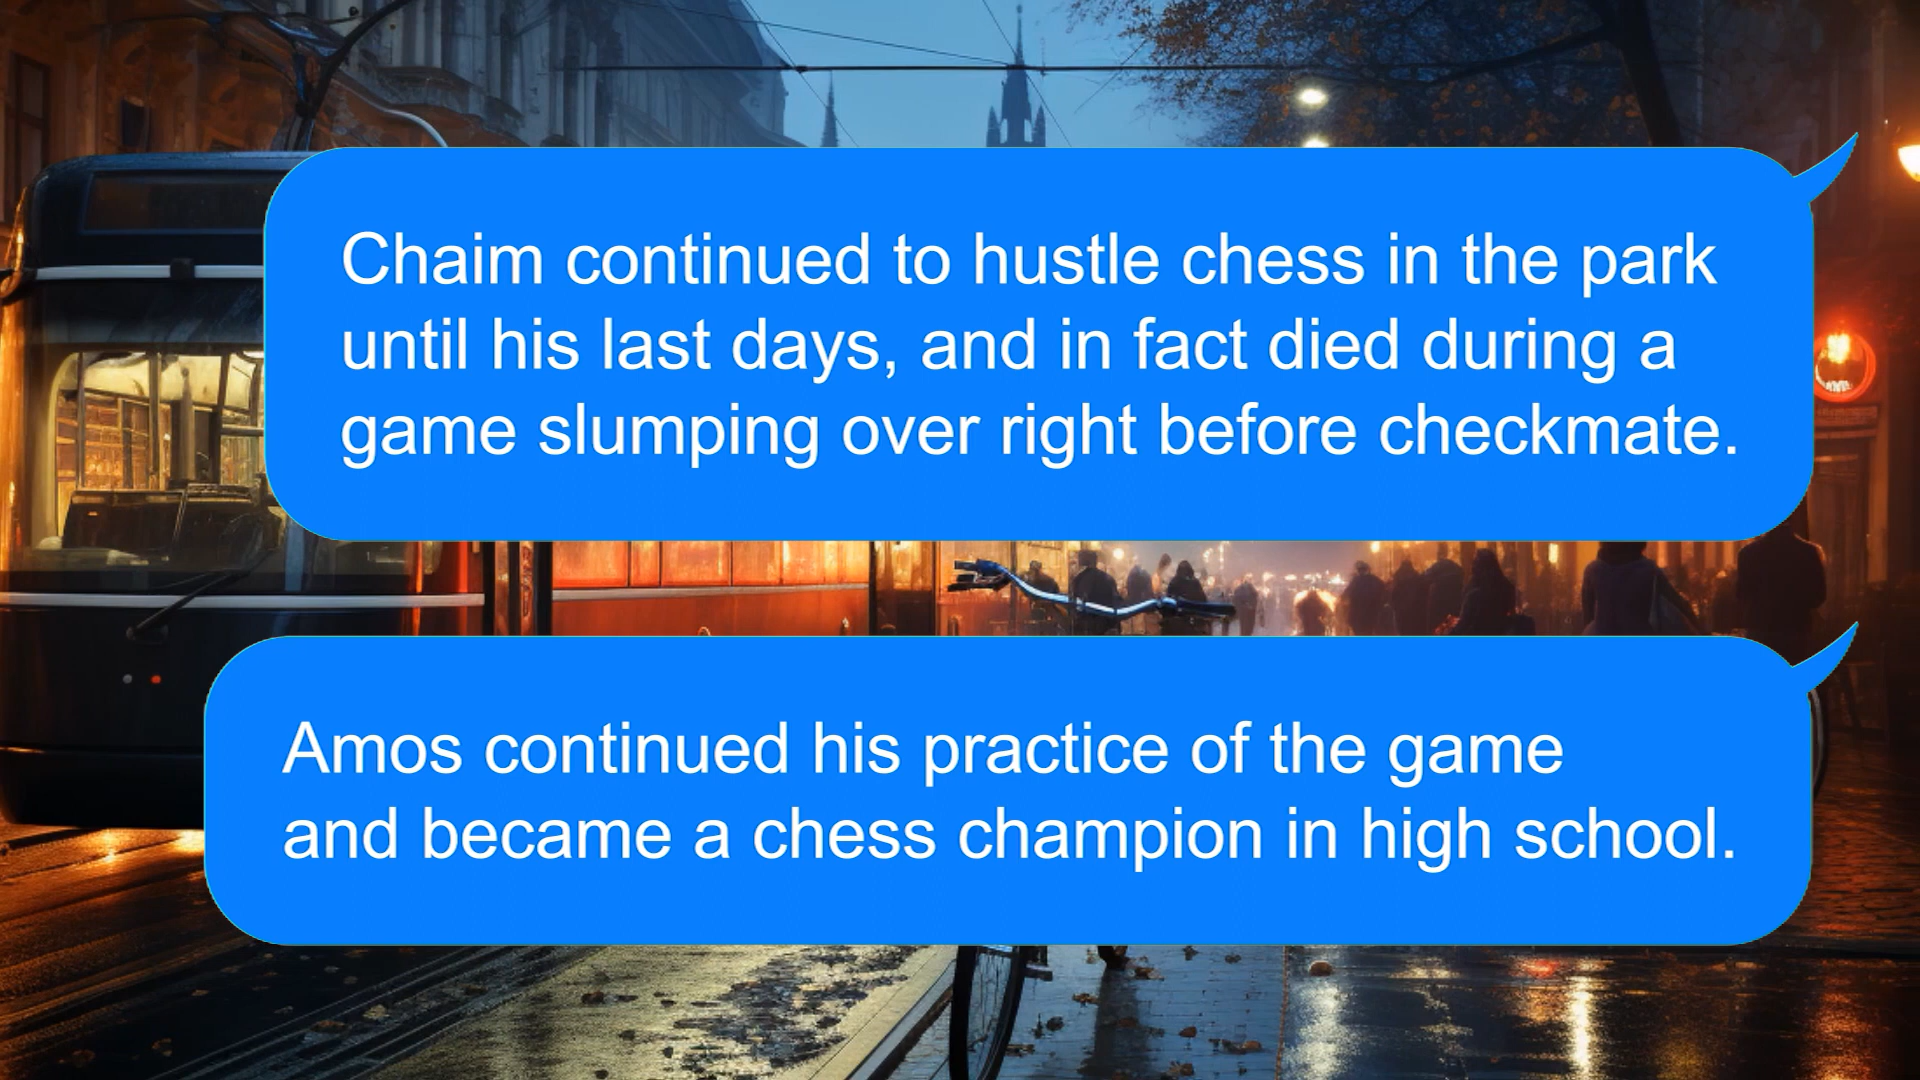 Chaim continued to hustle chess in the park
until his last days, and in fact died during a
game slumping over right before checkmate.
Amos continued his practice of the game
and became a chess champion in high school.